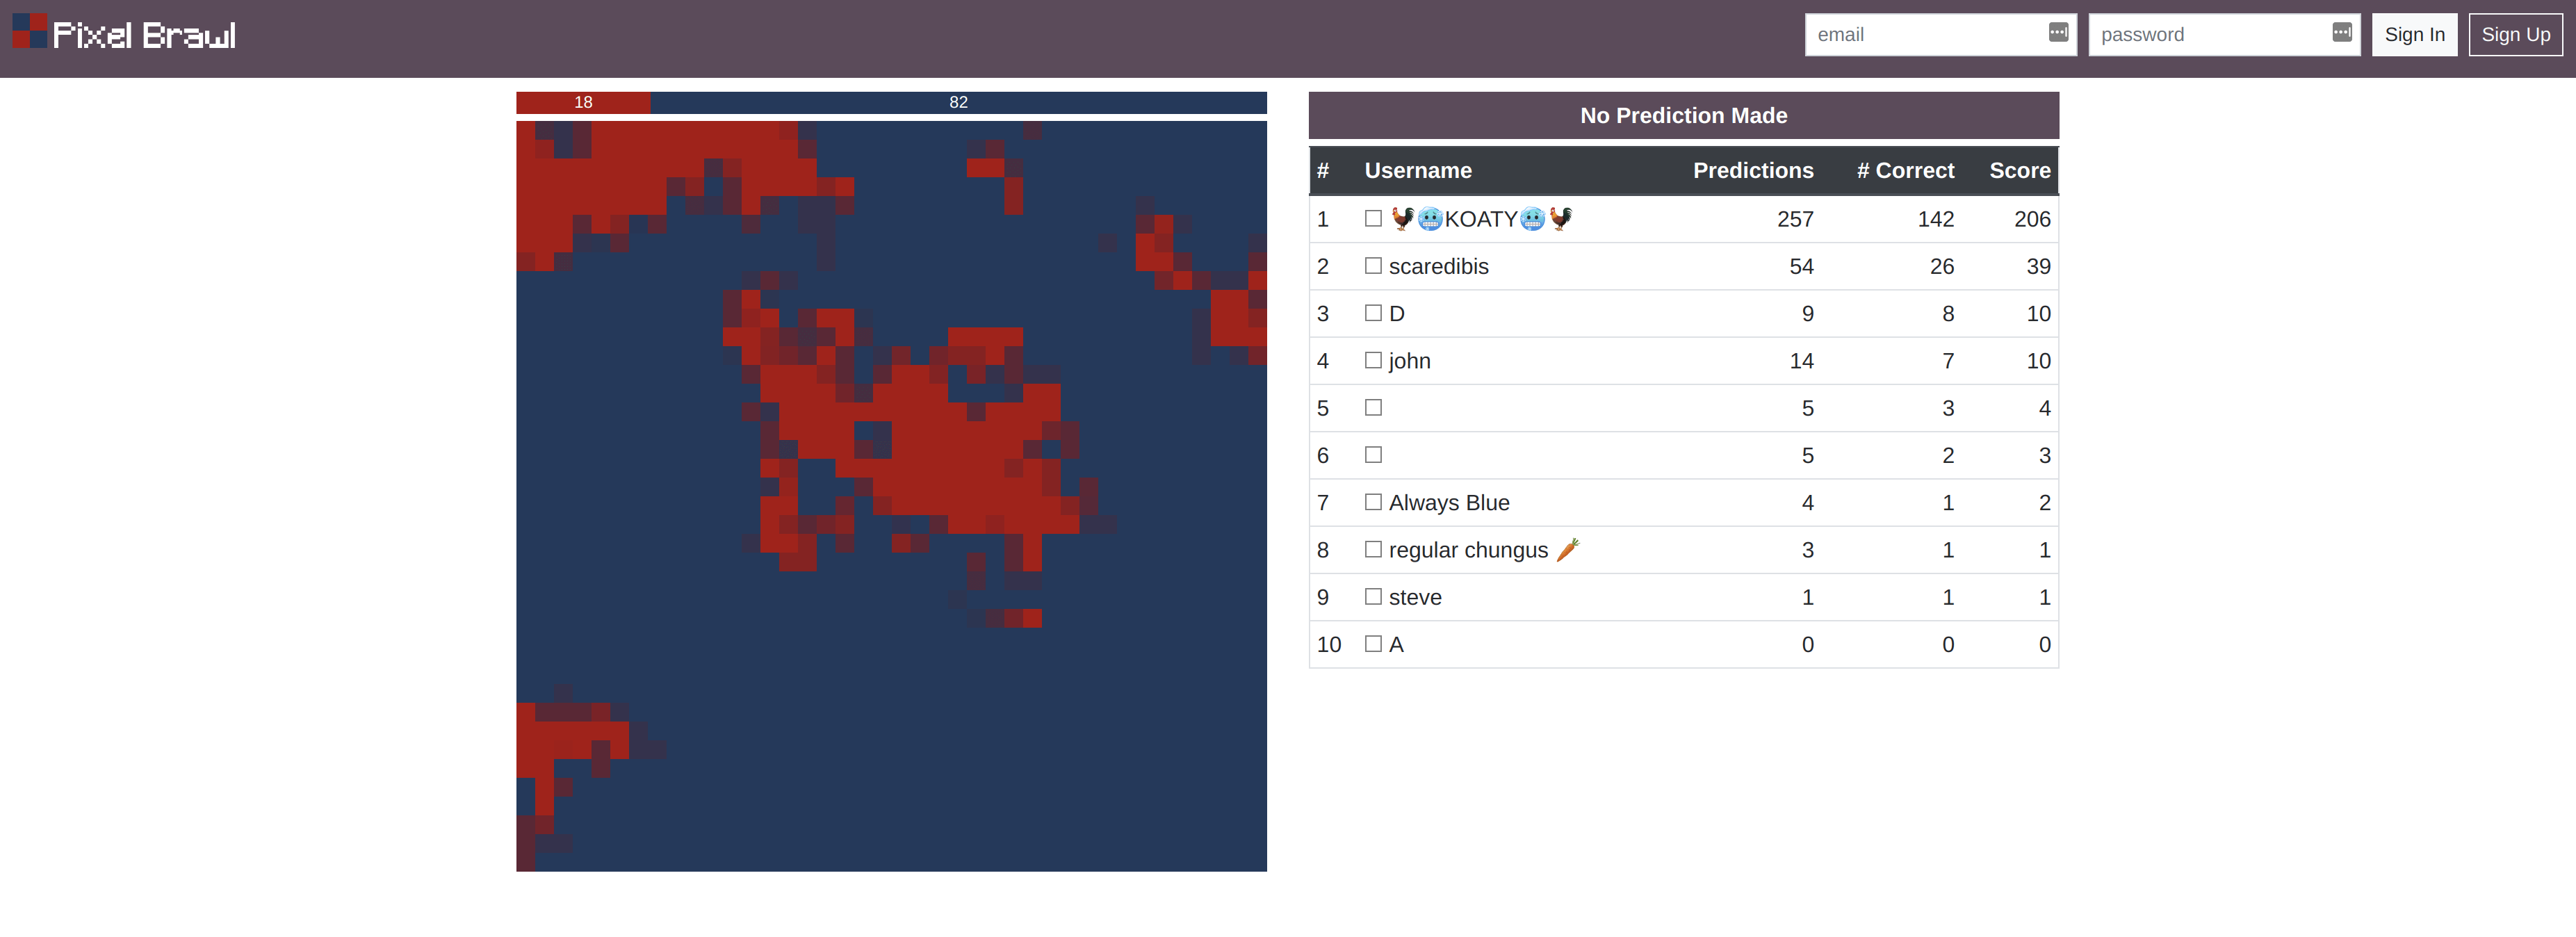 Pixel Brawl
email password Sign In Sign Up
18 82
No Prediction Made
# Username Predictions # Correct Score
1 🐓🥶KOATY🥶🐓 257 142 206
2 scaredibis 54 26 39
3 D 9 8 10
4 john 14 7 10
5 5 3 4
6 5 2 3
7 Always Blue 4 1 2
8 regular chungus 🥕 3 1 1
9 steve 1 1 1
10 A 0 0 0